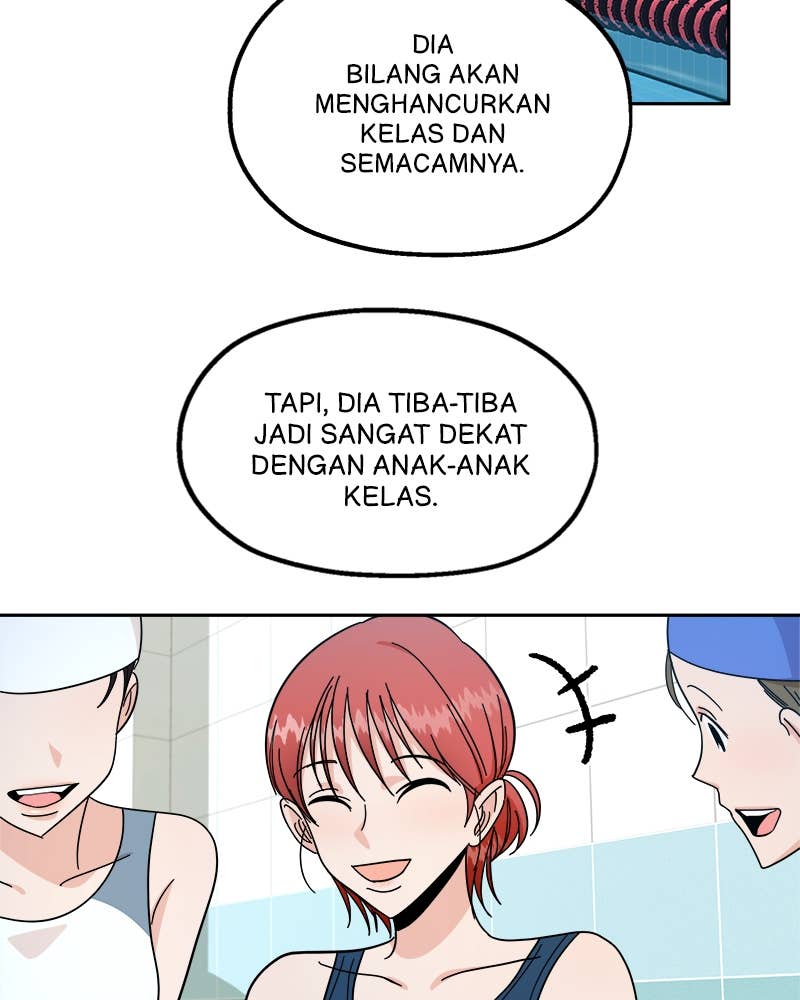 DIA
BILANG AKAN
MENGHANCURKAN
KELAS DAN
SEMACAMNYA.
TAPI, DIA TIBA-TIBA
JADI SANGAT DEKAT
DENGAN ANAK-ANAK
KELAS.